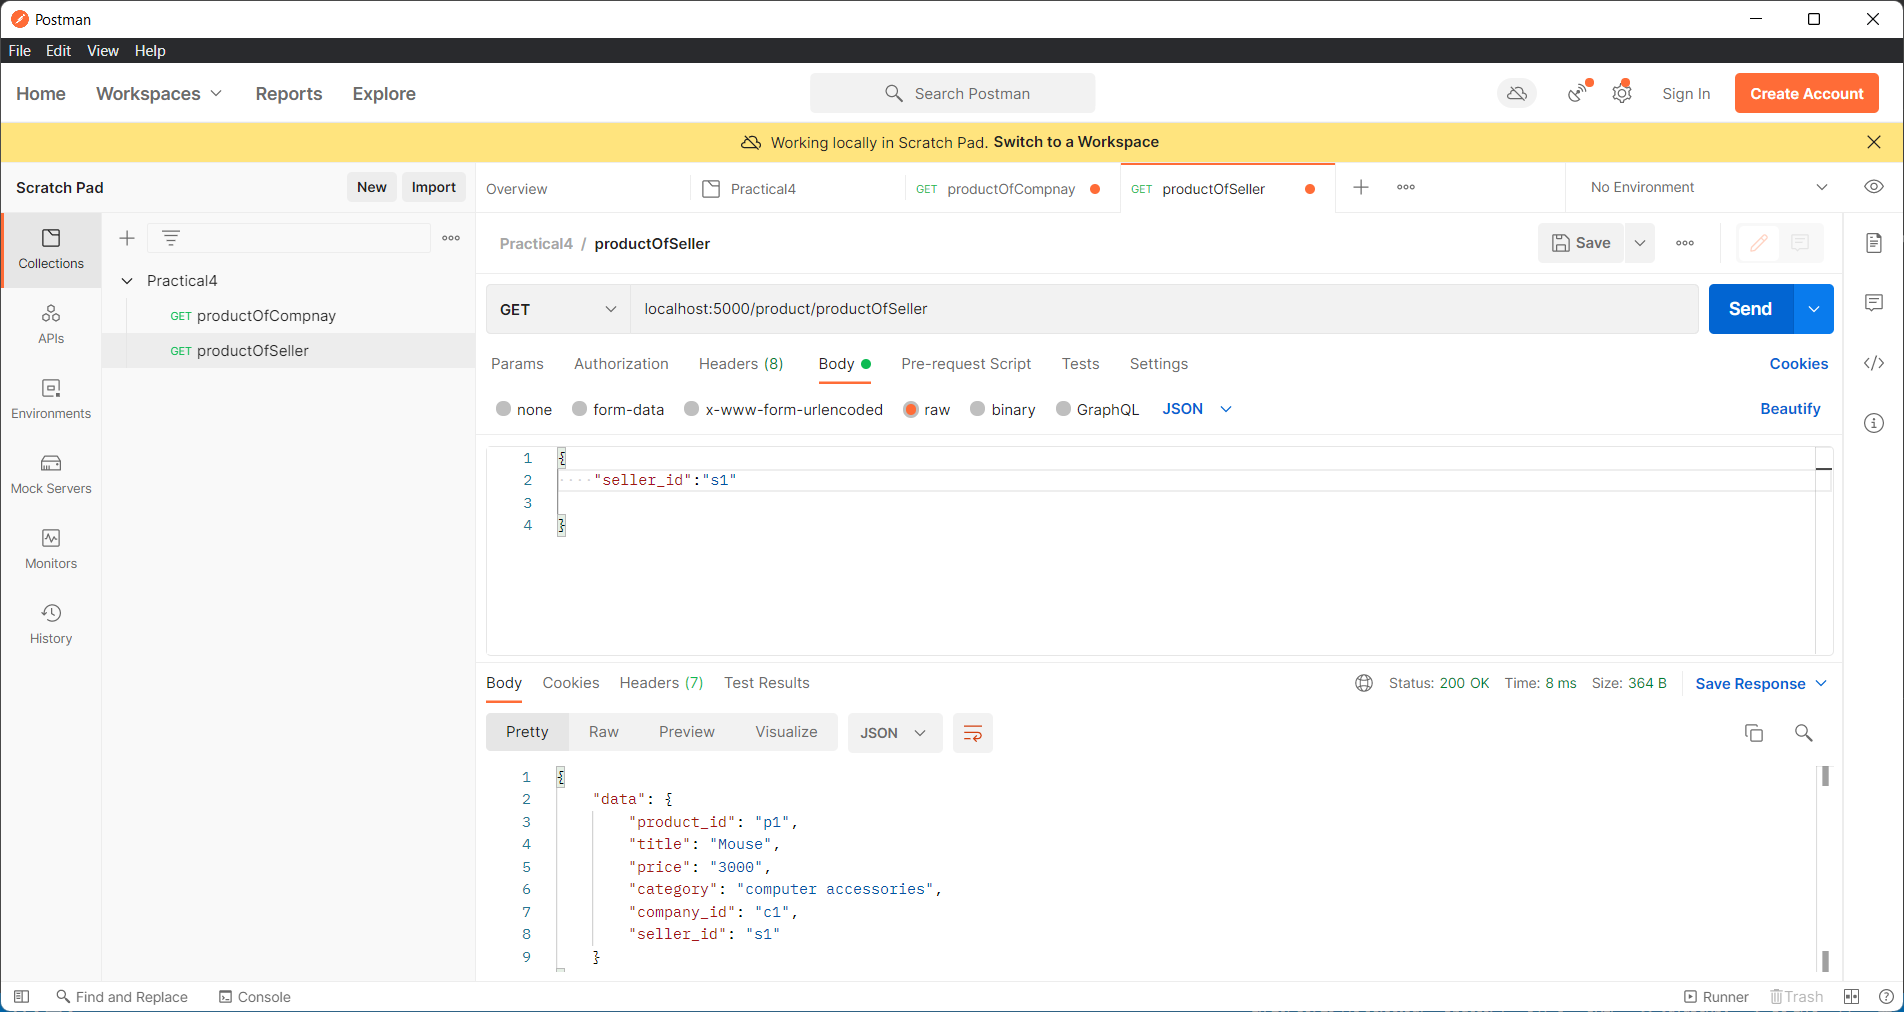 Postman
File Edit View Help
Home Workspaces Reports Explore Search Postman Sign In Create Account
Working locally in Scratch Pad. Switch to a Workspace
Scratch Pad New Import Overview Practical4 GET productOfCompnay GET productOfSeller No Environment
Collections
Practical4 / productOfSeller Save
Practical4
GET productOfCompnay
GET productOfSeller
APIs
Environments
Mock Servers
Monitors
History
GET localhost:5000/product/productOfSeller Send
Params Authorization Headers (8) Body Pre-request Script Tests Settings Cookies
none form-data x-www-form-urlencoded raw binary GraphQL JSON Beautify
1 {
2 "seller_id":"s1"
3
4 }
Body Cookies Headers (7) Test Results Status: 200 OK Time: 8 ms Size: 364 B Save Response
Pretty Raw Preview Visualize JSON
1 {
2 "data": {
3 "product_id": "p1",
4 "title": "Mouse",
5 "price": "3000",
6 "category": "computer accessories",
7 "company_id": "c1",
8 "seller_id": "s1"
9 }
Find and Replace Console Runner Trash